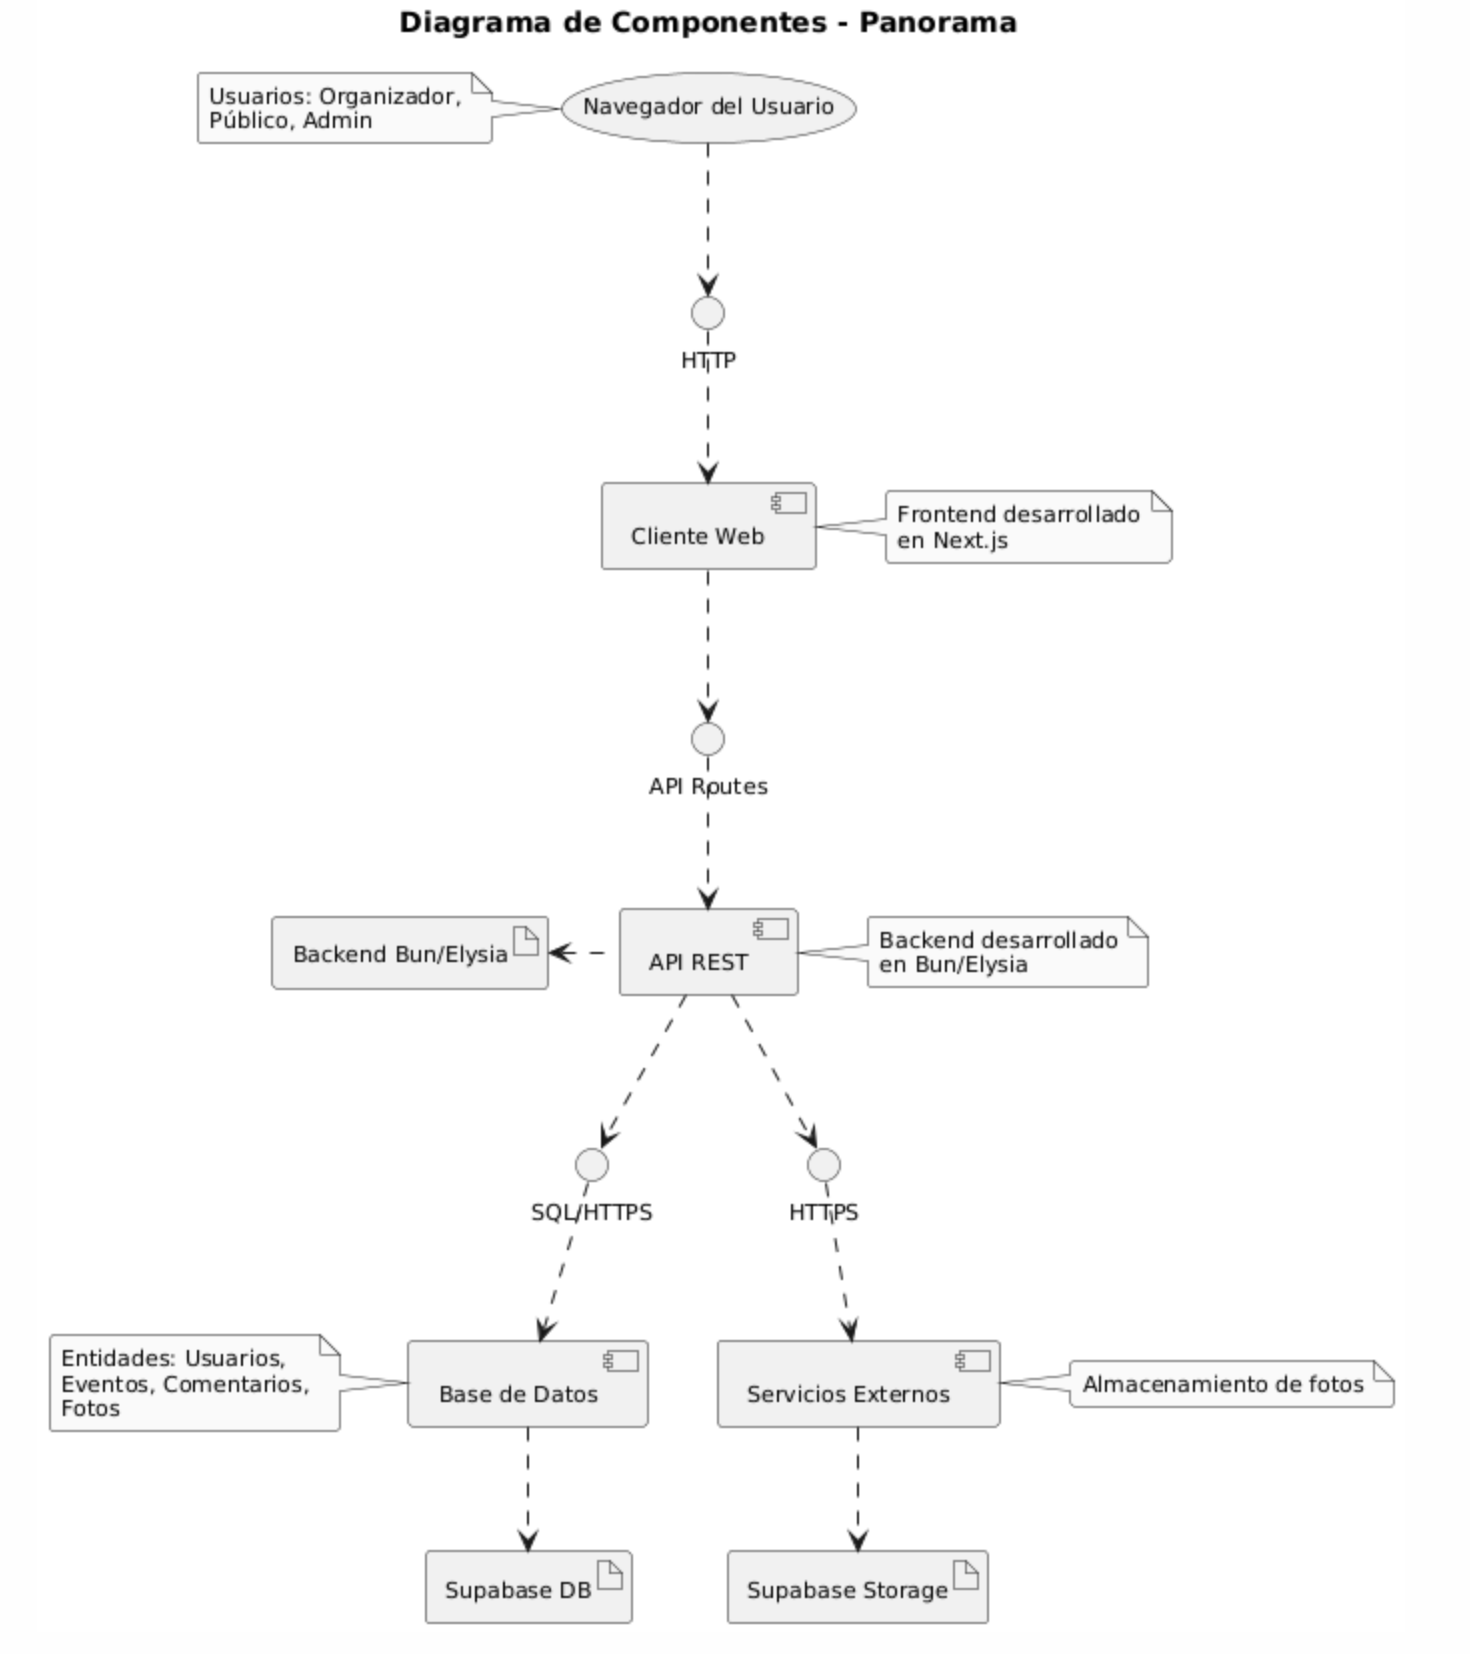 Diagrama de Componentes - Panorama
Usuarios: Organizador,
Público, Admin
Navegador del Usuario
HTTP
Cliente Web
Frontend desarrollado
en Next.js
API Routes
Backend Bun/Elysia
API REST
Backend desarrollado
en Bun/Elysia
SQL/HTTPS
HTTPS
Entidades: Usuarios,
Eventos, Comentarios,
Fotos
Base de Datos
Servicios Externos
Almacenamiento de fotos
Supabase DB
Supabase Storage